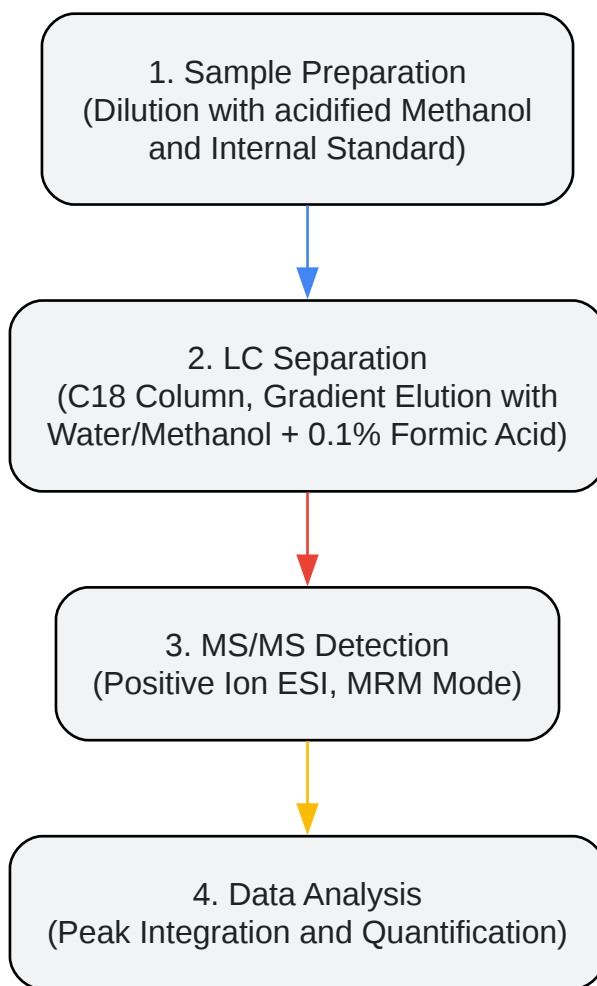 1. Sample Preparation
(Dilution with acidified Methanol
and Internal Standard)
2. LC Separation
(C18 Column, Gradient Elution with
Water/Methanol + 0.1% Formic Acid)
3. MS/MS Detection
(Positive Ion ESI, MRM Mode)
4. Data Analysis
(Peak Integration and Quantification)